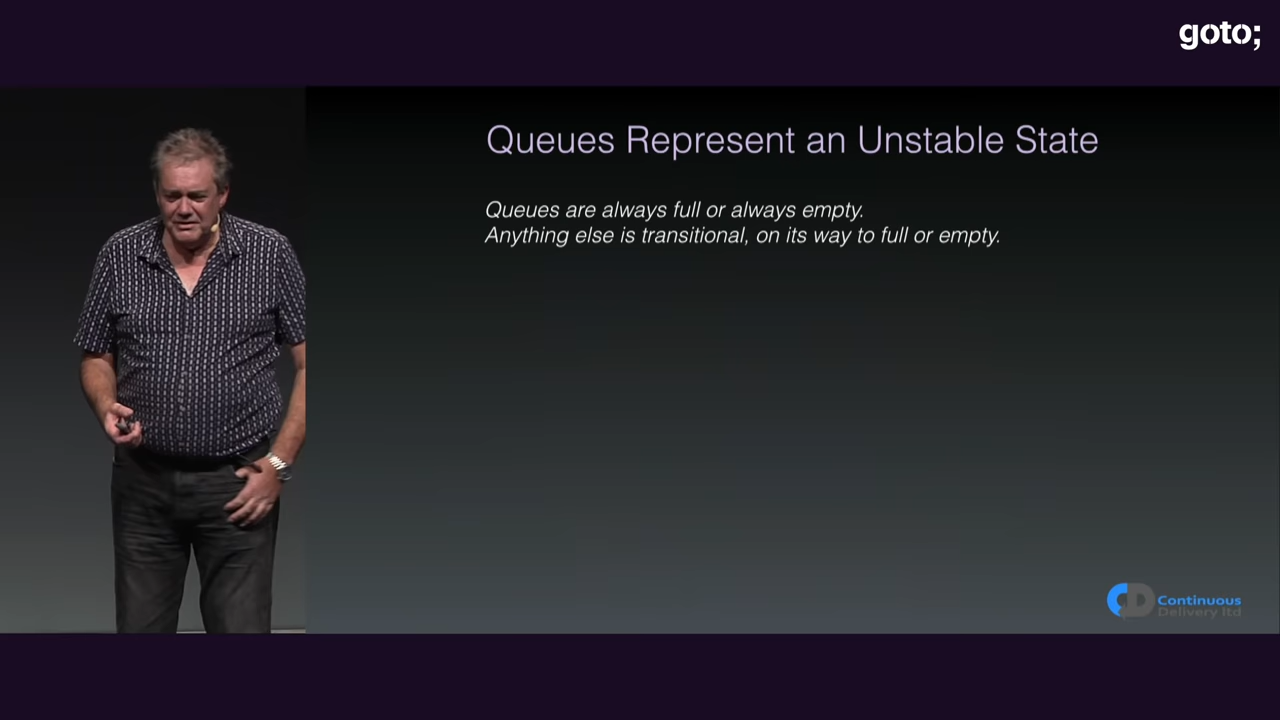 goto;
Queues Represent an Unstable State
Queues are always full or always empty.
Anything else is transitional, on its way to full or empty.
CD Continuous
Delivery ltd